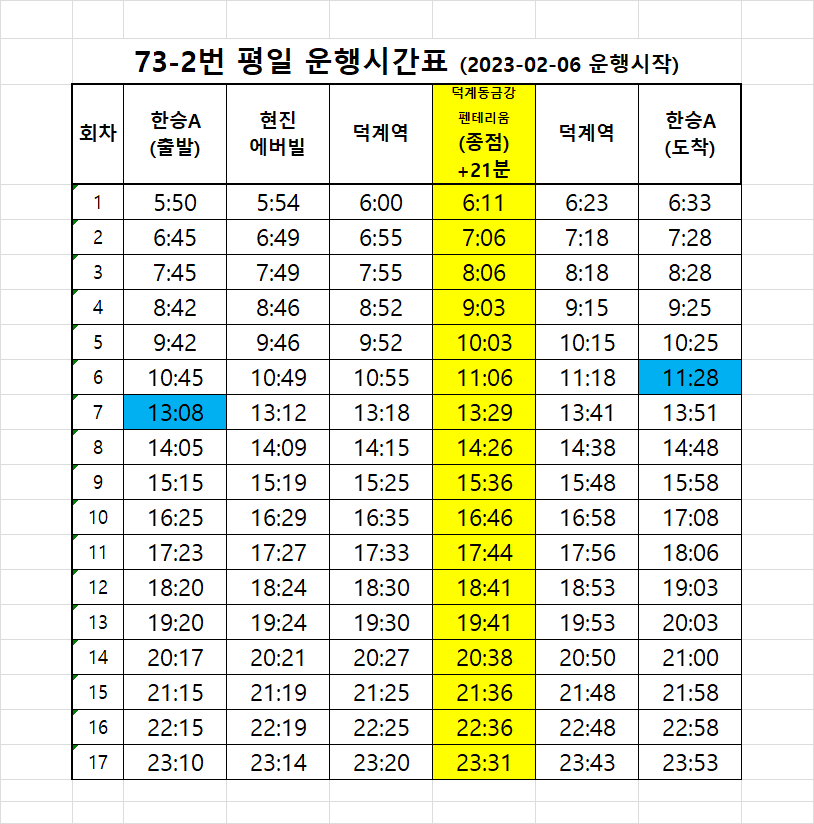 73-2번 평일 운행시간표 (2023-02-06 운행시작)
회차 한승A (출발) 현진 에버빌 덕계역 덕계동금강 펜테리움 (종점) +21분 덕계역 한승A (도착)
1 5:50 5:54 6:00 6:11 6:23 6:33
2 6:45 6:49 6:55 7:06 7:18 7:28
3 7:45 7:49 7:55 8:06 8:18 8:28
4 8:42 8:46 8:52 9:03 9:15 9:25
5 9:42 9:46 9:52 10:03 10:15 10:25
6 10:45 10:49 10:55 11:06 11:18 11:28
7 13:08 13:12 13:18 13:29 13:41 13:51
8 14:05 14:09 14:15 14:26 14:38 14:48
9 15:15 15:19 15:25 15:36 15:48 15:58
10 16:25 16:29 16:35 16:46 16:58 17:08
11 17:23 17:27 17:33 17:44 17:56 18:06
12 18:20 18:24 18:30 18:41 18:53 19:03
13 19:20 19:24 19:30 19:41 19:53 20:03
14 20:17 20:21 20:27 20:38 20:50 21:00
15 21:15 21:19 21:25 21:36 21:48 21:58
16 22:15 22:19 22:25 22:36 22:48 22:58
17 23:10 23:14 23:20 23:31 23:43 23:53